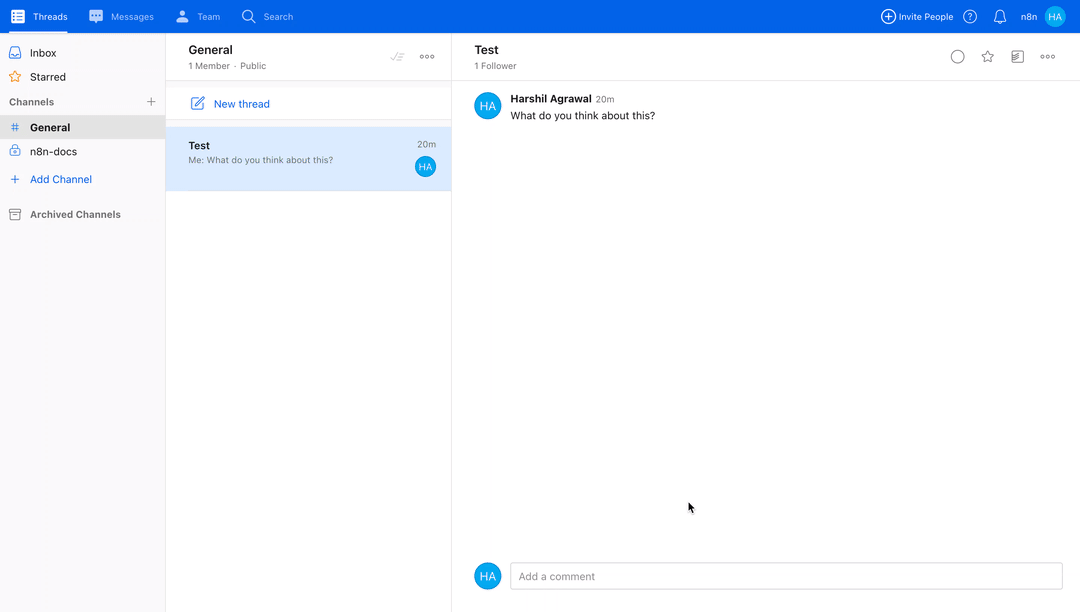 Threads
Messages
Team
Search
Invite People
?
n8n
HA
Inbox
Starred
Channels
General
n8n-docs
Add Channel
Archived Channels
General
1 Member · Public
New thread
Test
20m
Me: What do you think about this?
HA
Test
1 Follower
HA
Harshil Agrawal 20m
What do you think about this?
HA
Add a comment